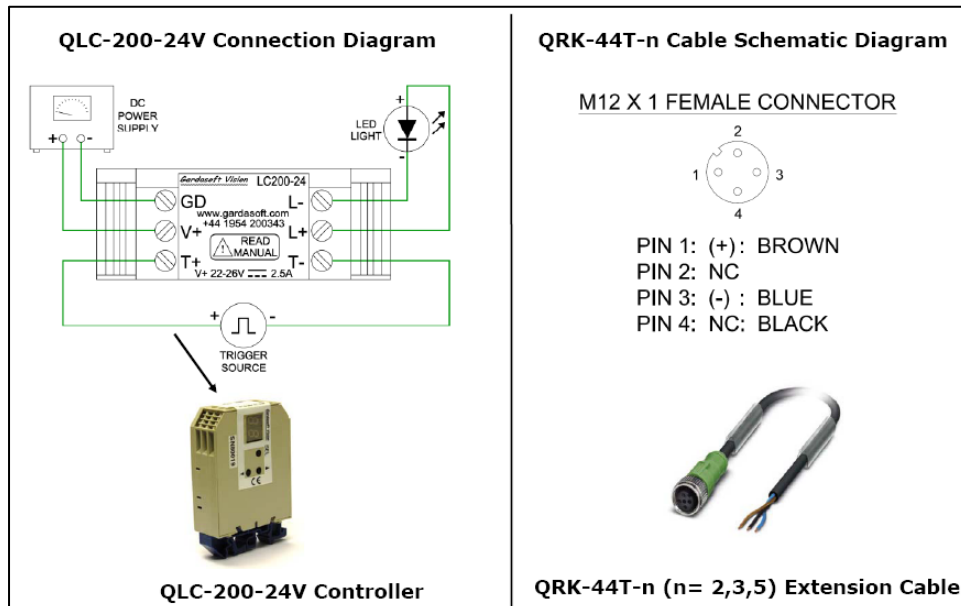 QLC-200-24V Connection Diagram
DC
POWER
SUPPLY
+ -
+
LED
LIGHT
-
Gardasoft Vision LC200-24
GD L-
www.gardasoft.com
+44 1954 200343
V+ L+
READ
MANUAL
T+ T-
V+ 22-26V 2.5A
+ -
TRIGGER
SOURCE
CE
QLC-200-24V Controller
QRK-44T-n Cable Schematic Diagram
M12 X 1 FEMALE CONNECTOR
2
1 3
4
PIN 1: (+): BROWN
PIN 2: NC
PIN 3: (-) : BLUE
PIN 4: NC: BLACK
QRK-44T-n (n= 2,3,5) Extension Cable